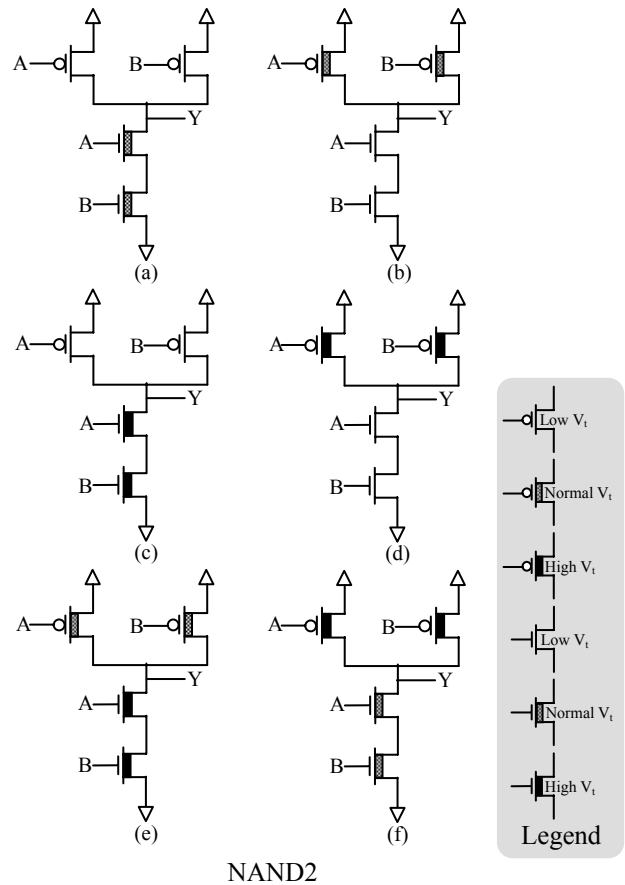 A B
Y
A
B
(a)
A B
Y
A
B
(b)
A B
Y
A
B
(c)
A B
Y
A
B
(d)
A B
Y
A
B
(e)
A B
Y
A
B
(f)
Low Vt
Normal Vt
High Vt
Low Vt
Normal Vt
High Vt
Legend
NAND2